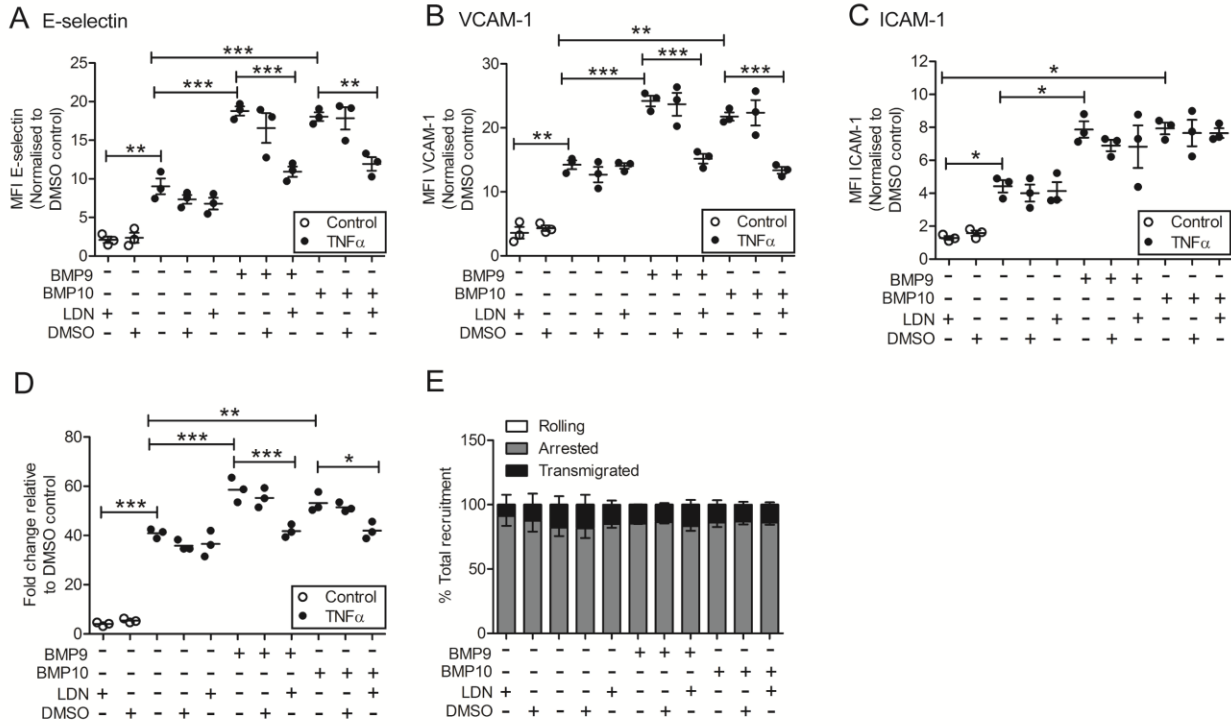 A E-selectin
MFI E-selectin
(Normalised to
DMSO control)
25
20
15
10
5
0
**
***
***
***
**
Control
TNFα
BMP9 - - - - - + + + - - -
BMP10 - - - - - - - - + + +
LDN + - - - + - - + - - +
DMSO - + - + - - + - - + -
B VCAM-1
MFI VCAM-1
(Normalised to
DMSO control)
30
20
10
0
**
***
**
***
***
Control
TNFα
BMP9 - - - - - + + + - - -
BMP10 - - - - - - - - + + +
LDN + - - - + - - + - - +
DMSO - + - + - - + - - + -
C ICAM-1
MFI ICAM-1
(Normalised to
DMSO control)
12
10
8
6
4
2
0
*
*
*
Control
TNFα
BMP9 - - - - - + + + - - -
BMP10 - - - - - - - - + + +
LDN + - - - + - - + - - +
DMSO - + - + - - + - - + -
D
Fold change relative
to DMSO control
80
60
40
20
0
***
***
**
***
*
Control
TNFα
BMP9 - - - - - + + + - - -
BMP10 - - - - - - - - + + +
LDN + - - - + - - + - - +
DMSO - + - + - - + - - + -
E
Rolling
Arrested
Transmigrated
% Total recruitment
150
100
50
0
BMP9 - - - - - + + + - - -
BMP10 - - - - - - - - + + +
LDN + - - - + - - + - - +
DMSO - + - + - - + - - + -